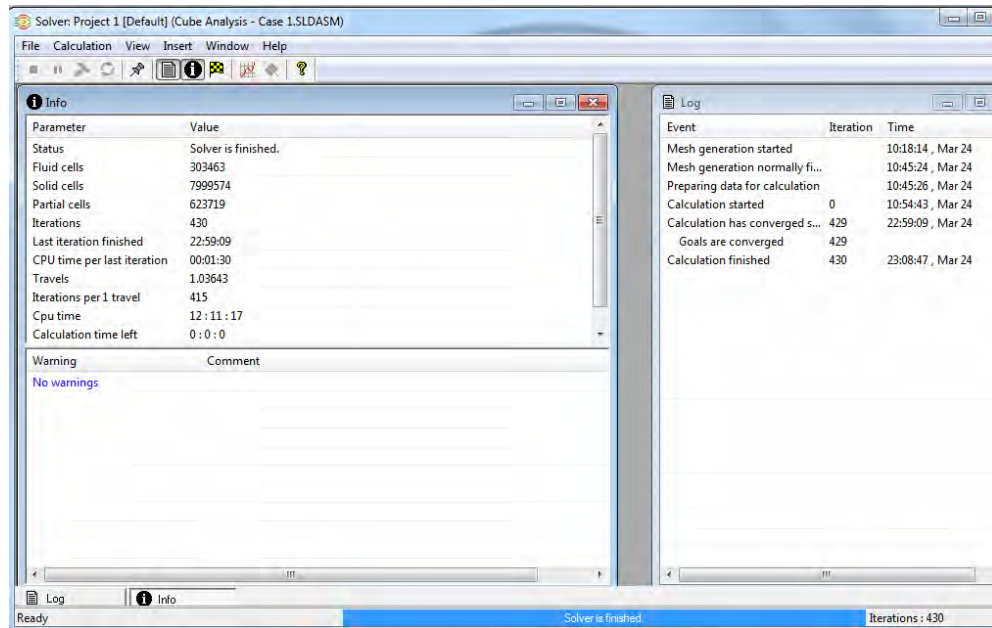 Solver: Project 1 [Default] (Cube Analysis - Case 1.SLDASM)
File Calculation View Insert Window Help
Info
Parameter Value
Status Solver is finished.
Fluid cells 303463
Solid cells 7999574
Partial cells 623719
Iterations 430
Last iteration finished 22:59:09
CPU time per last iteration 00:01:30
Travels 1.03643
Iterations per 1 travel 415
Cpu time 12 : 11 : 17
Calculation time left 0 : 0 : 0
Warning Comment
No warnings
Log
Event Iteration Time
Mesh generation started 10:18:14 , Mar 24
Mesh generation normally fi... 10:45:24 , Mar 24
Preparing data for calculation 10:45:26 , Mar 24
Calculation started 0 10:54:43 , Mar 24
Calculation has converged s... 429 22:59:09 , Mar 24
Goals are converged 429
Calculation finished 430 23:08:47 , Mar 24
Log Info
Ready Solver is finished. Iterations : 430